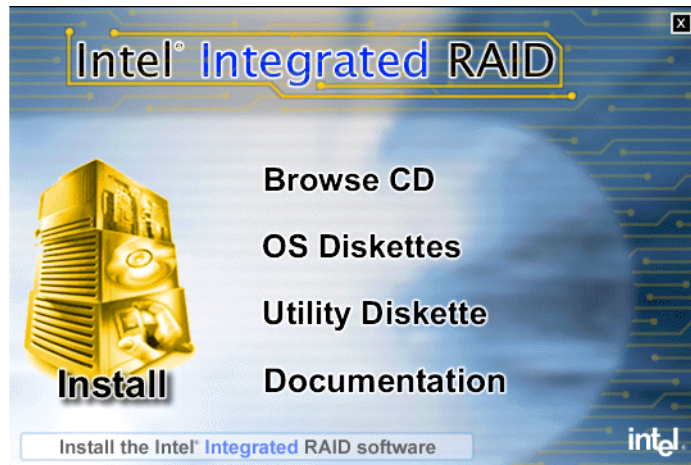 X
Intel® Integrated RAID
Browse CD
OS Diskettes
Utility Diskette
Install
Documentation
Install the Intel® Integrated RAID software
intel.